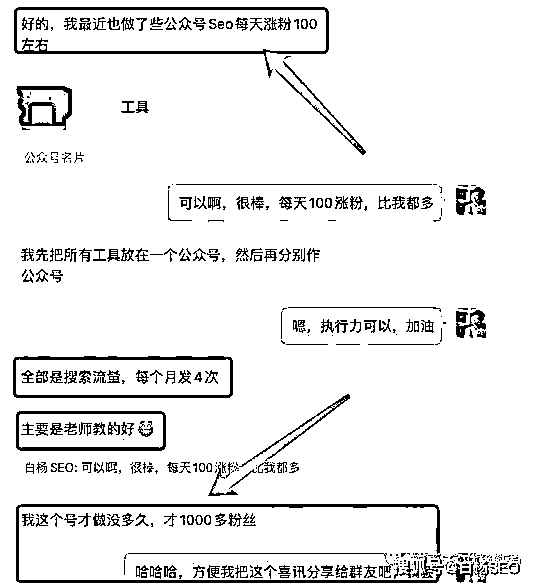 好的，我最近也做了些公众号Seo每天涨粉100
左右
工具
公众号名片
可以啊，很棒，每天100涨粉，比我都多
我先把所有工具放在一个公众号，然后再分别作
公众号
嗯，执行力可以，加油
全部是搜索流量，每个月发4次
主要是老师教的好
白杨SEO: 可以啊，很棒，每天100涨粉，比我都多
我这个号才做没多久，才1000多粉丝
哈哈哈，方便我把这个喜讯分享给群友吧
搜狐号@白杨SEO